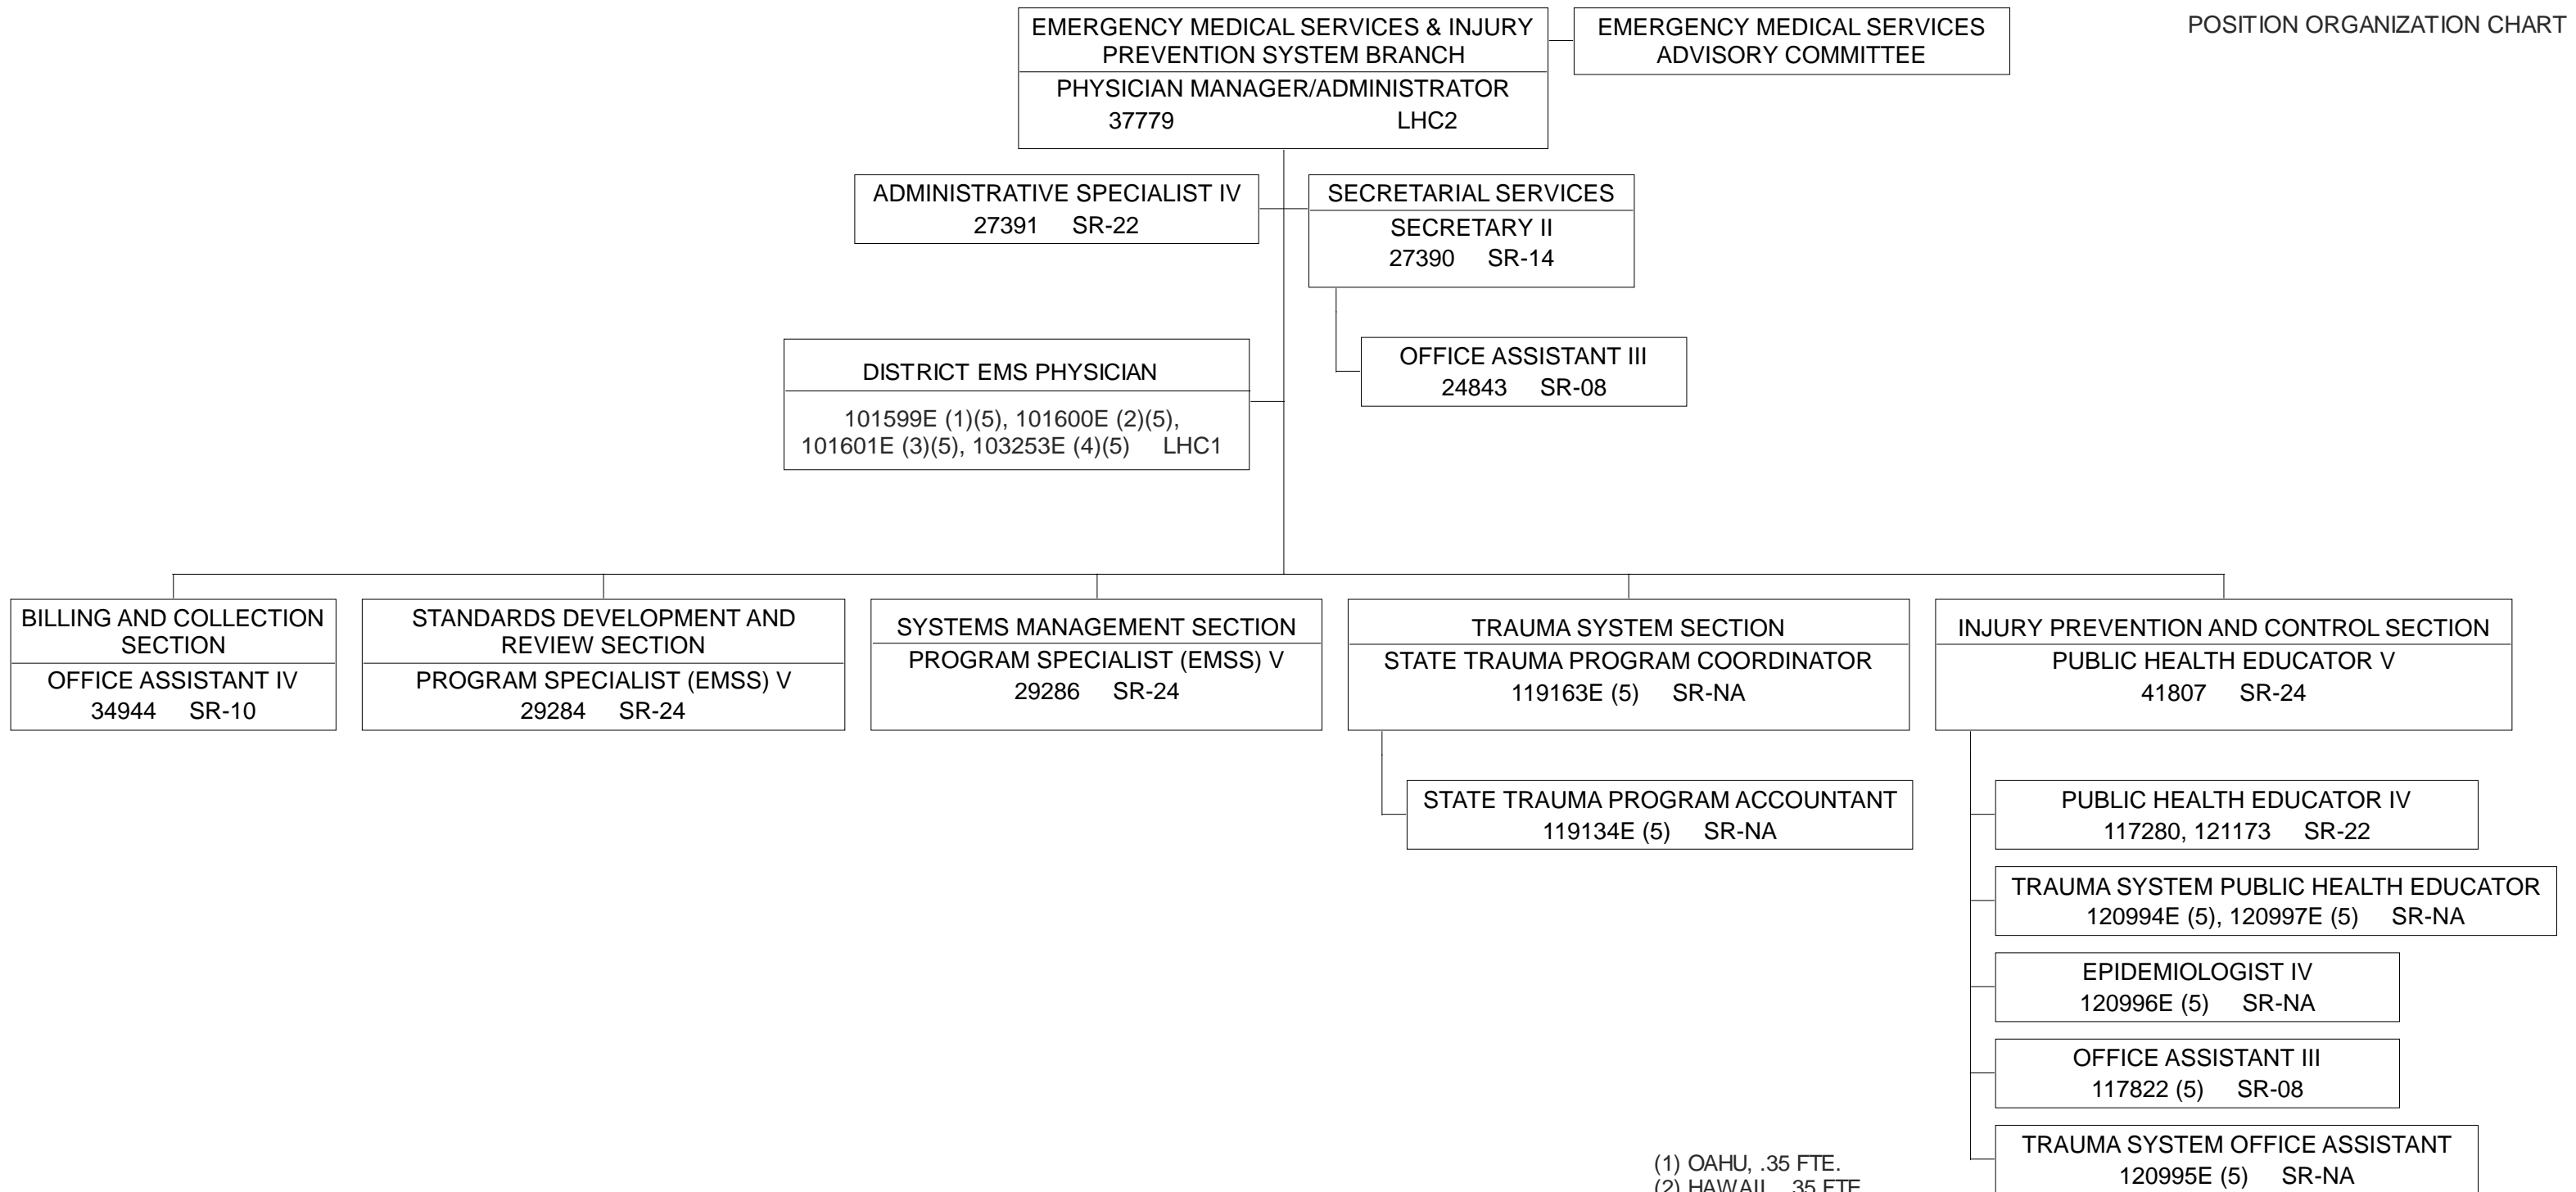 POSITION ORGANIZATION CHART
EMERGENCY MEDICAL SERVICES & INJURY
PREVENTION SYSTEM BRANCH
PHYSICIAN MANAGER/ADMINISTRATOR
37779 LHC2
EMERGENCY MEDICAL SERVICES
ADVISORY COMMITTEE
ADMINISTRATIVE SPECIALIST IV
27391 SR-22
SECRETARIAL SERVICES
SECRETARY II
27390 SR-14
OFFICE ASSISTANT III
24843 SR-08
DISTRICT EMS PHYSICIAN
101599E (1)(5), 101600E (2)(5),
101601E (3)(5), 103253E (4)(5) LHC1
BILLING AND COLLECTION
SECTION
OFFICE ASSISTANT IV
34944 SR-10
STANDARDS DEVELOPMENT AND
REVIEW SECTION
PROGRAM SPECIALIST (EMSS) V
29284 SR-24
SYSTEMS MANAGEMENT SECTION
PROGRAM SPECIALIST (EMSS) V
29286 SR-24
TRAUMA SYSTEM SECTION
STATE TRAUMA PROGRAM COORDINATOR
119163E (5) SR-NA
STATE TRAUMA PROGRAM ACCOUNTANT
119134E (5) SR-NA
INJURY PREVENTION AND CONTROL SECTION
PUBLIC HEALTH EDUCATOR V
41807 SR-24
PUBLIC HEALTH EDUCATOR IV
117280, 121173 SR-22
TRAUMA SYSTEM PUBLIC HEALTH EDUCATOR
120994E (5), 120997E (5) SR-NA
EPIDEMIOLOGIST IV
120996E (5) SR-NA
OFFICE ASSISTANT III
117822 (5) SR-08
TRAUMA SYSTEM OFFICE ASSISTANT
120995E (5) SR-NA
(1) OAHU, .35 FTE.
(2) HAWAII, .35 FTE